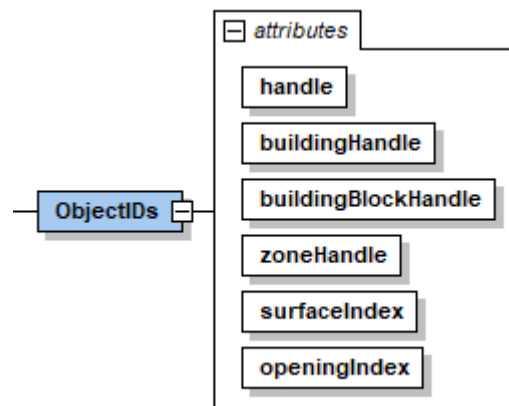 attributes
handle
buildingHandle
buildingBlockHandle
ObjectIDs
zoneHandle
surfaceIndex
openingIndex